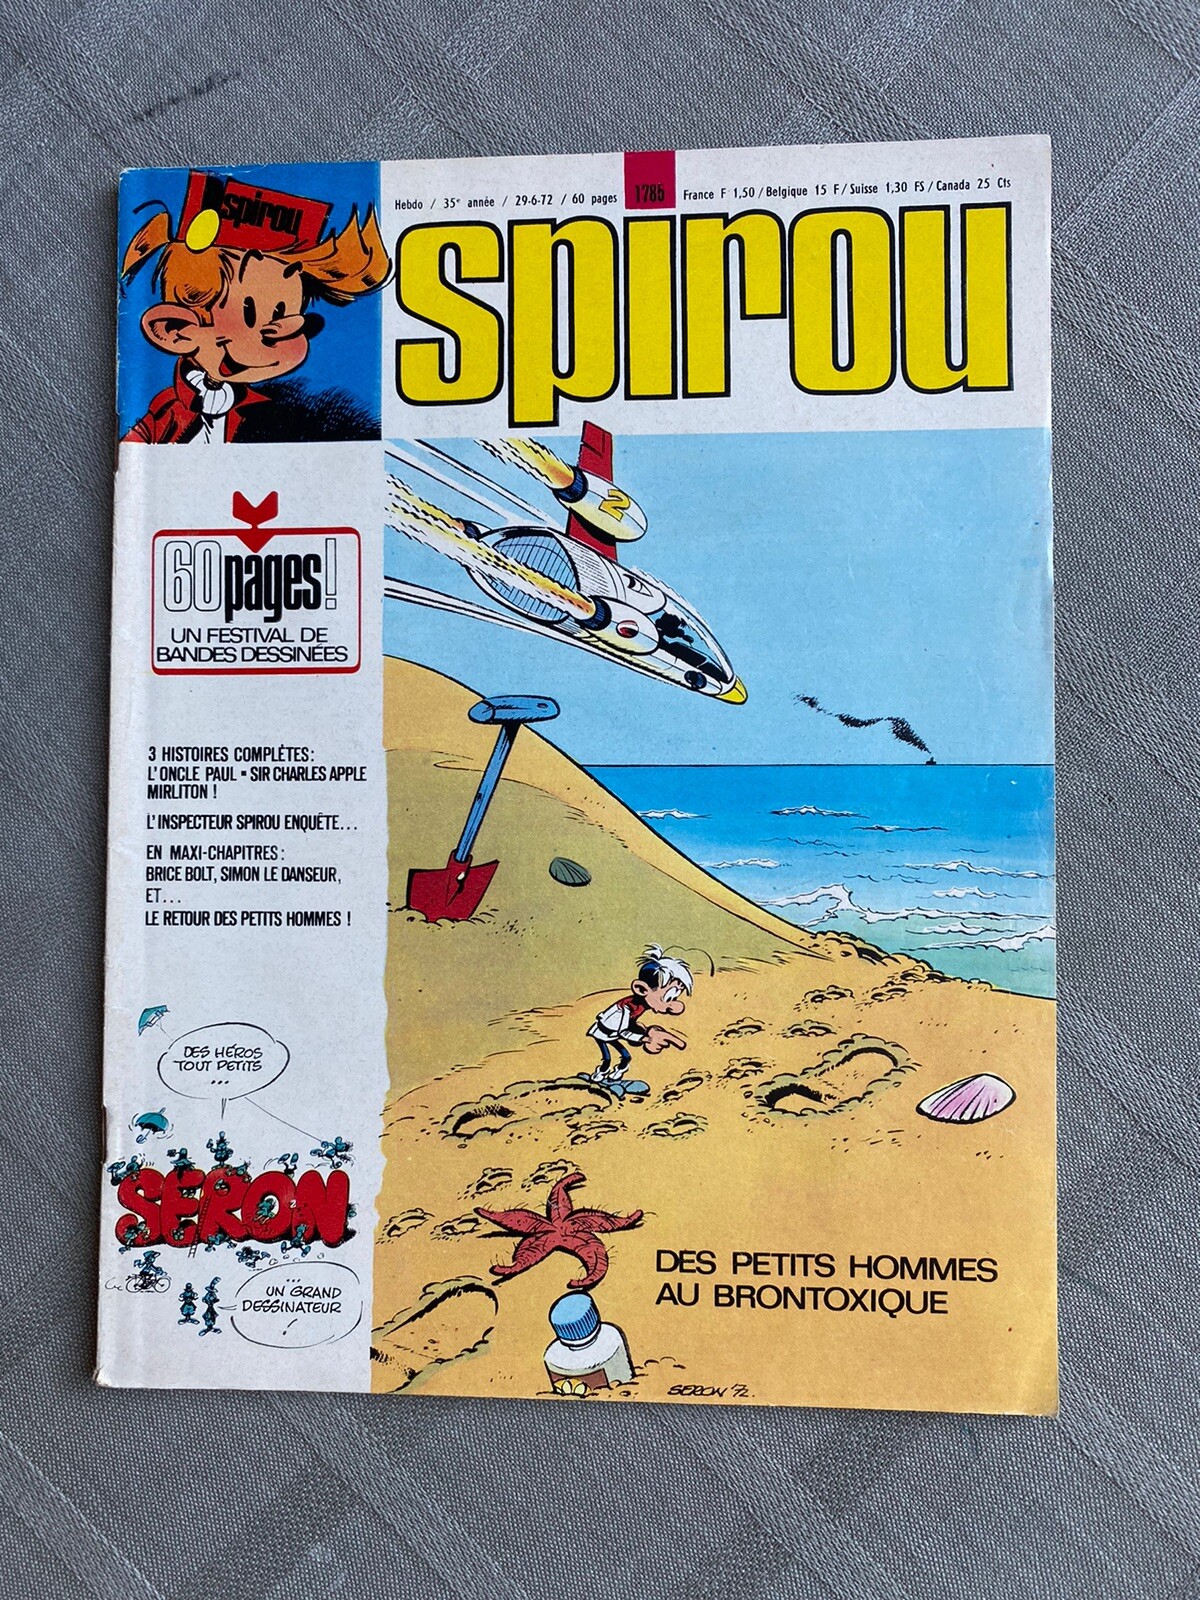 spirou
Hebdo / 35e année / 29-6-72 / 60 pages
1785
France F 1,50 / Belgique 15 F / Suisse 1,30 FS / Canada 25 Cts
spirou
2
60pages!
UN FESTIVAL DE
BANDES DESSINÉES
3 HISTOIRES COMPLÈTES:
L'ONCLE PAUL ▪ SIR CHARLES APPLE
MIRLITON !
L'INSPECTEUR SPIROU ENQUÊTE...
EN MAXI-CHAPITRES:
BRICE BOLT, SIMON LE DANSEUR,
ET...
LE RETOUR DES PETITS HOMMES !
DES HÉROS
TOUT PETITS
...
SERON
...
UN GRAND
DESSINATEUR
!
DES PETITS HOMMES
AU BRONTOXIQUE
SERON 72.